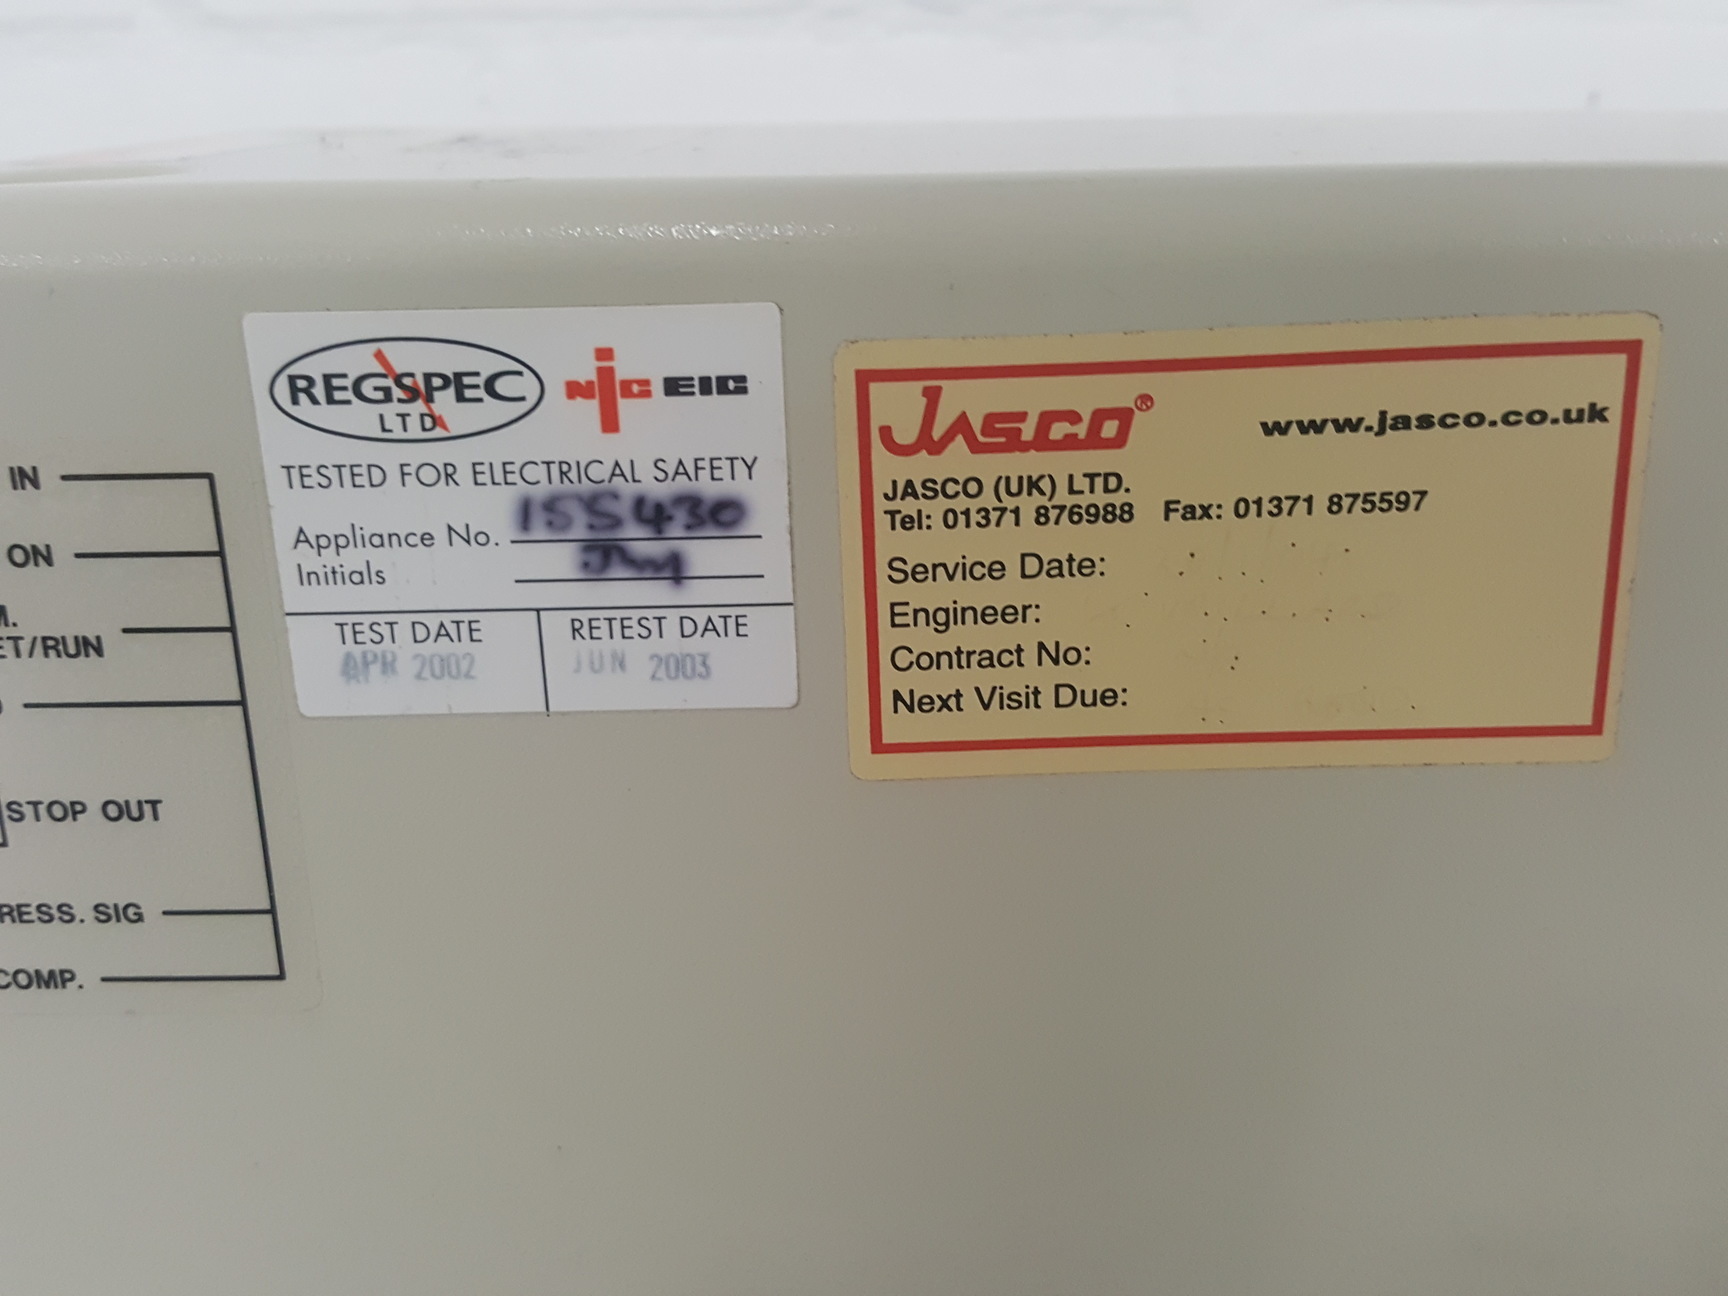 IN
ON
M.
ET/RUN
STOP OUT
RESS. SIG
COMP.
REGSPEC
LTD
NICEIC
TESTED FOR ELECTRICAL SAFETY
Appliance No. 155430
Initials
TEST DATE
APR 2002
RETEST DATE
JUN 2003
JASCO®
www.jasco.co.uk
JASCO (UK) LTD.
Tel: 01371 876988 Fax: 01371 875597
Service Date:
Engineer:
Contract No:
Next Visit Due: